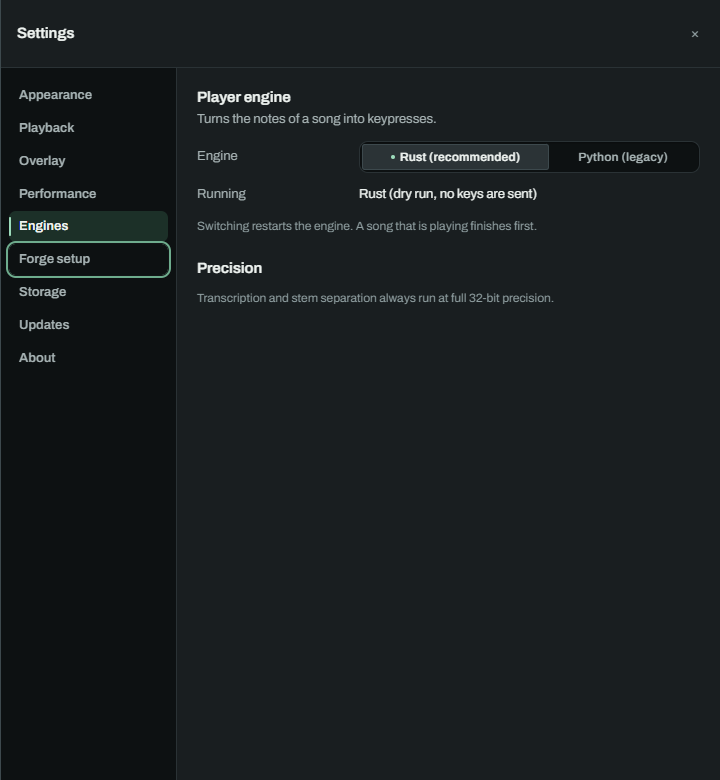 Settings
×
Appearance
Playback
Overlay
Performance
Engines
Forge setup
Storage
Updates
About
Player engine
Turns the notes of a song into keypresses.
Engine
Rust (recommended)
Python (legacy)
Running
Rust (dry run, no keys are sent)
Switching restarts the engine. A song that is playing finishes first.
Precision
Transcription and stem separation always run at full 32-bit precision.